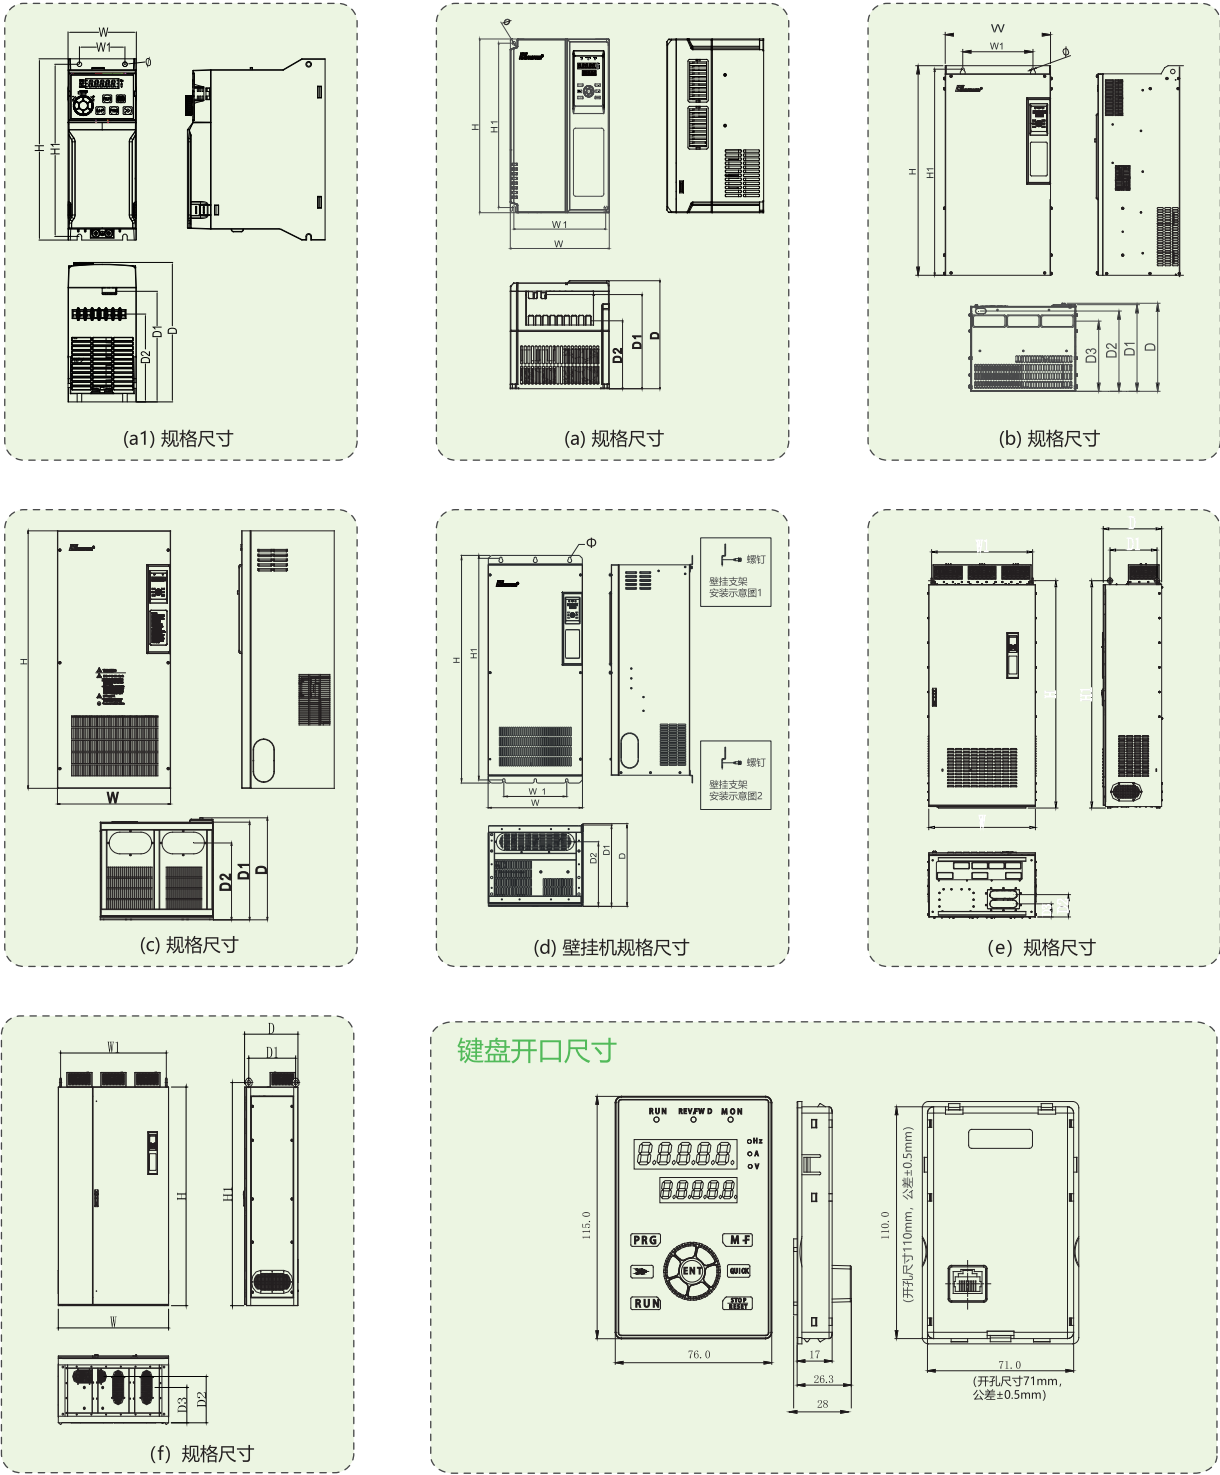 W
W1
Ø
H
H1
D1
D
D2
(a1) 规格尺寸
Ø
H
H1
W1
W
D2
D1
D
(a) 规格尺寸
W
W1
Ø
H
H1
D3
D2
D1
D
(b) 规格尺寸
H
W
D2
D1
D
(c) 规格尺寸
Φ
H
H1
W 1
W
螺钉
壁挂支架
安装示意图1
螺钉
壁挂支架
安装示意图2
D2
D1
D
(d) 壁挂机规格尺寸
D
D1
W
(e) 规格尺寸
W1
D
D1
H
H1
W
D3
D2
(f) 规格尺寸
键盘开口尺寸
RUN REV/FWD MON
Hz
A
V
PRG
M-F
ENT
QUICK
RUN
STOP
RESET
115.0
76.0
17
26.3
28
110.0
(开孔尺寸110mm，公差±0.5mm)
71.0
(开孔尺寸71mm，
公差±0.5mm)